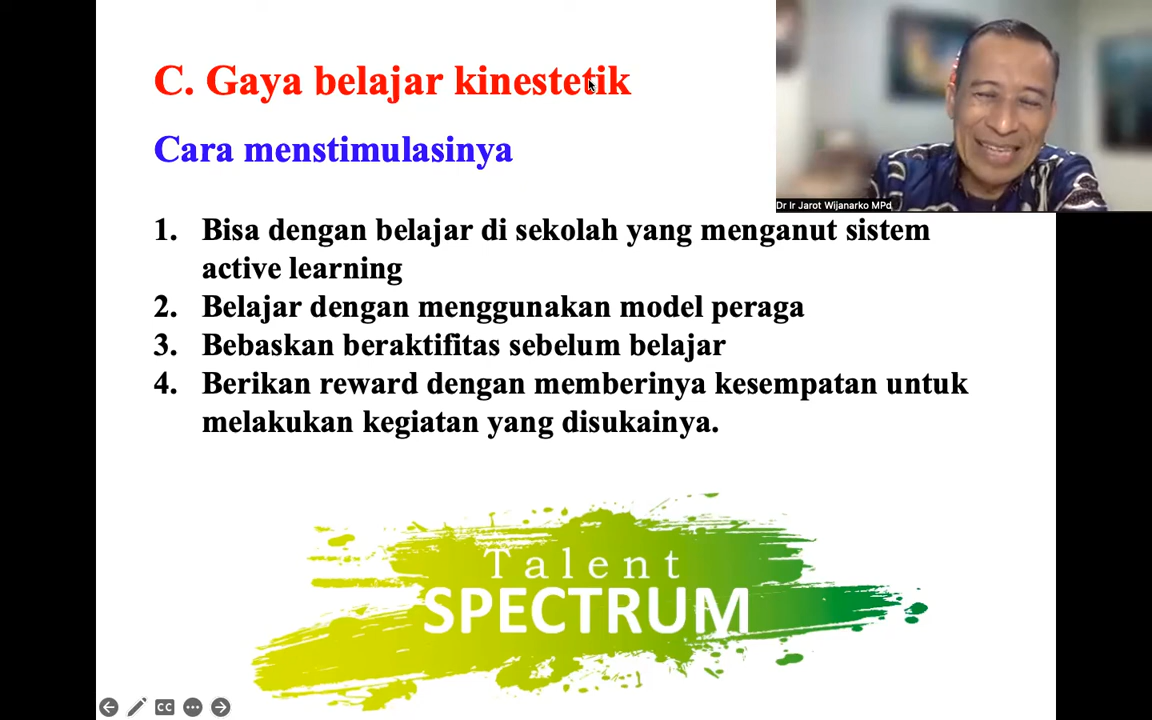 C. Gaya belajar kinestetik
Cara menstimulasinya
Dr Ir Jarot Wijanarko MPd
1. Bisa dengan belajar di sekolah yang menganut sistem
active learning
2. Belajar dengan menggunakan model peraga
3. Bebaskan beraktifitas sebelum belajar
4. Berikan reward dengan memberinya kesempatan untuk
melakukan kegiatan yang disukainya.
Talent
SPECTRUM
CC